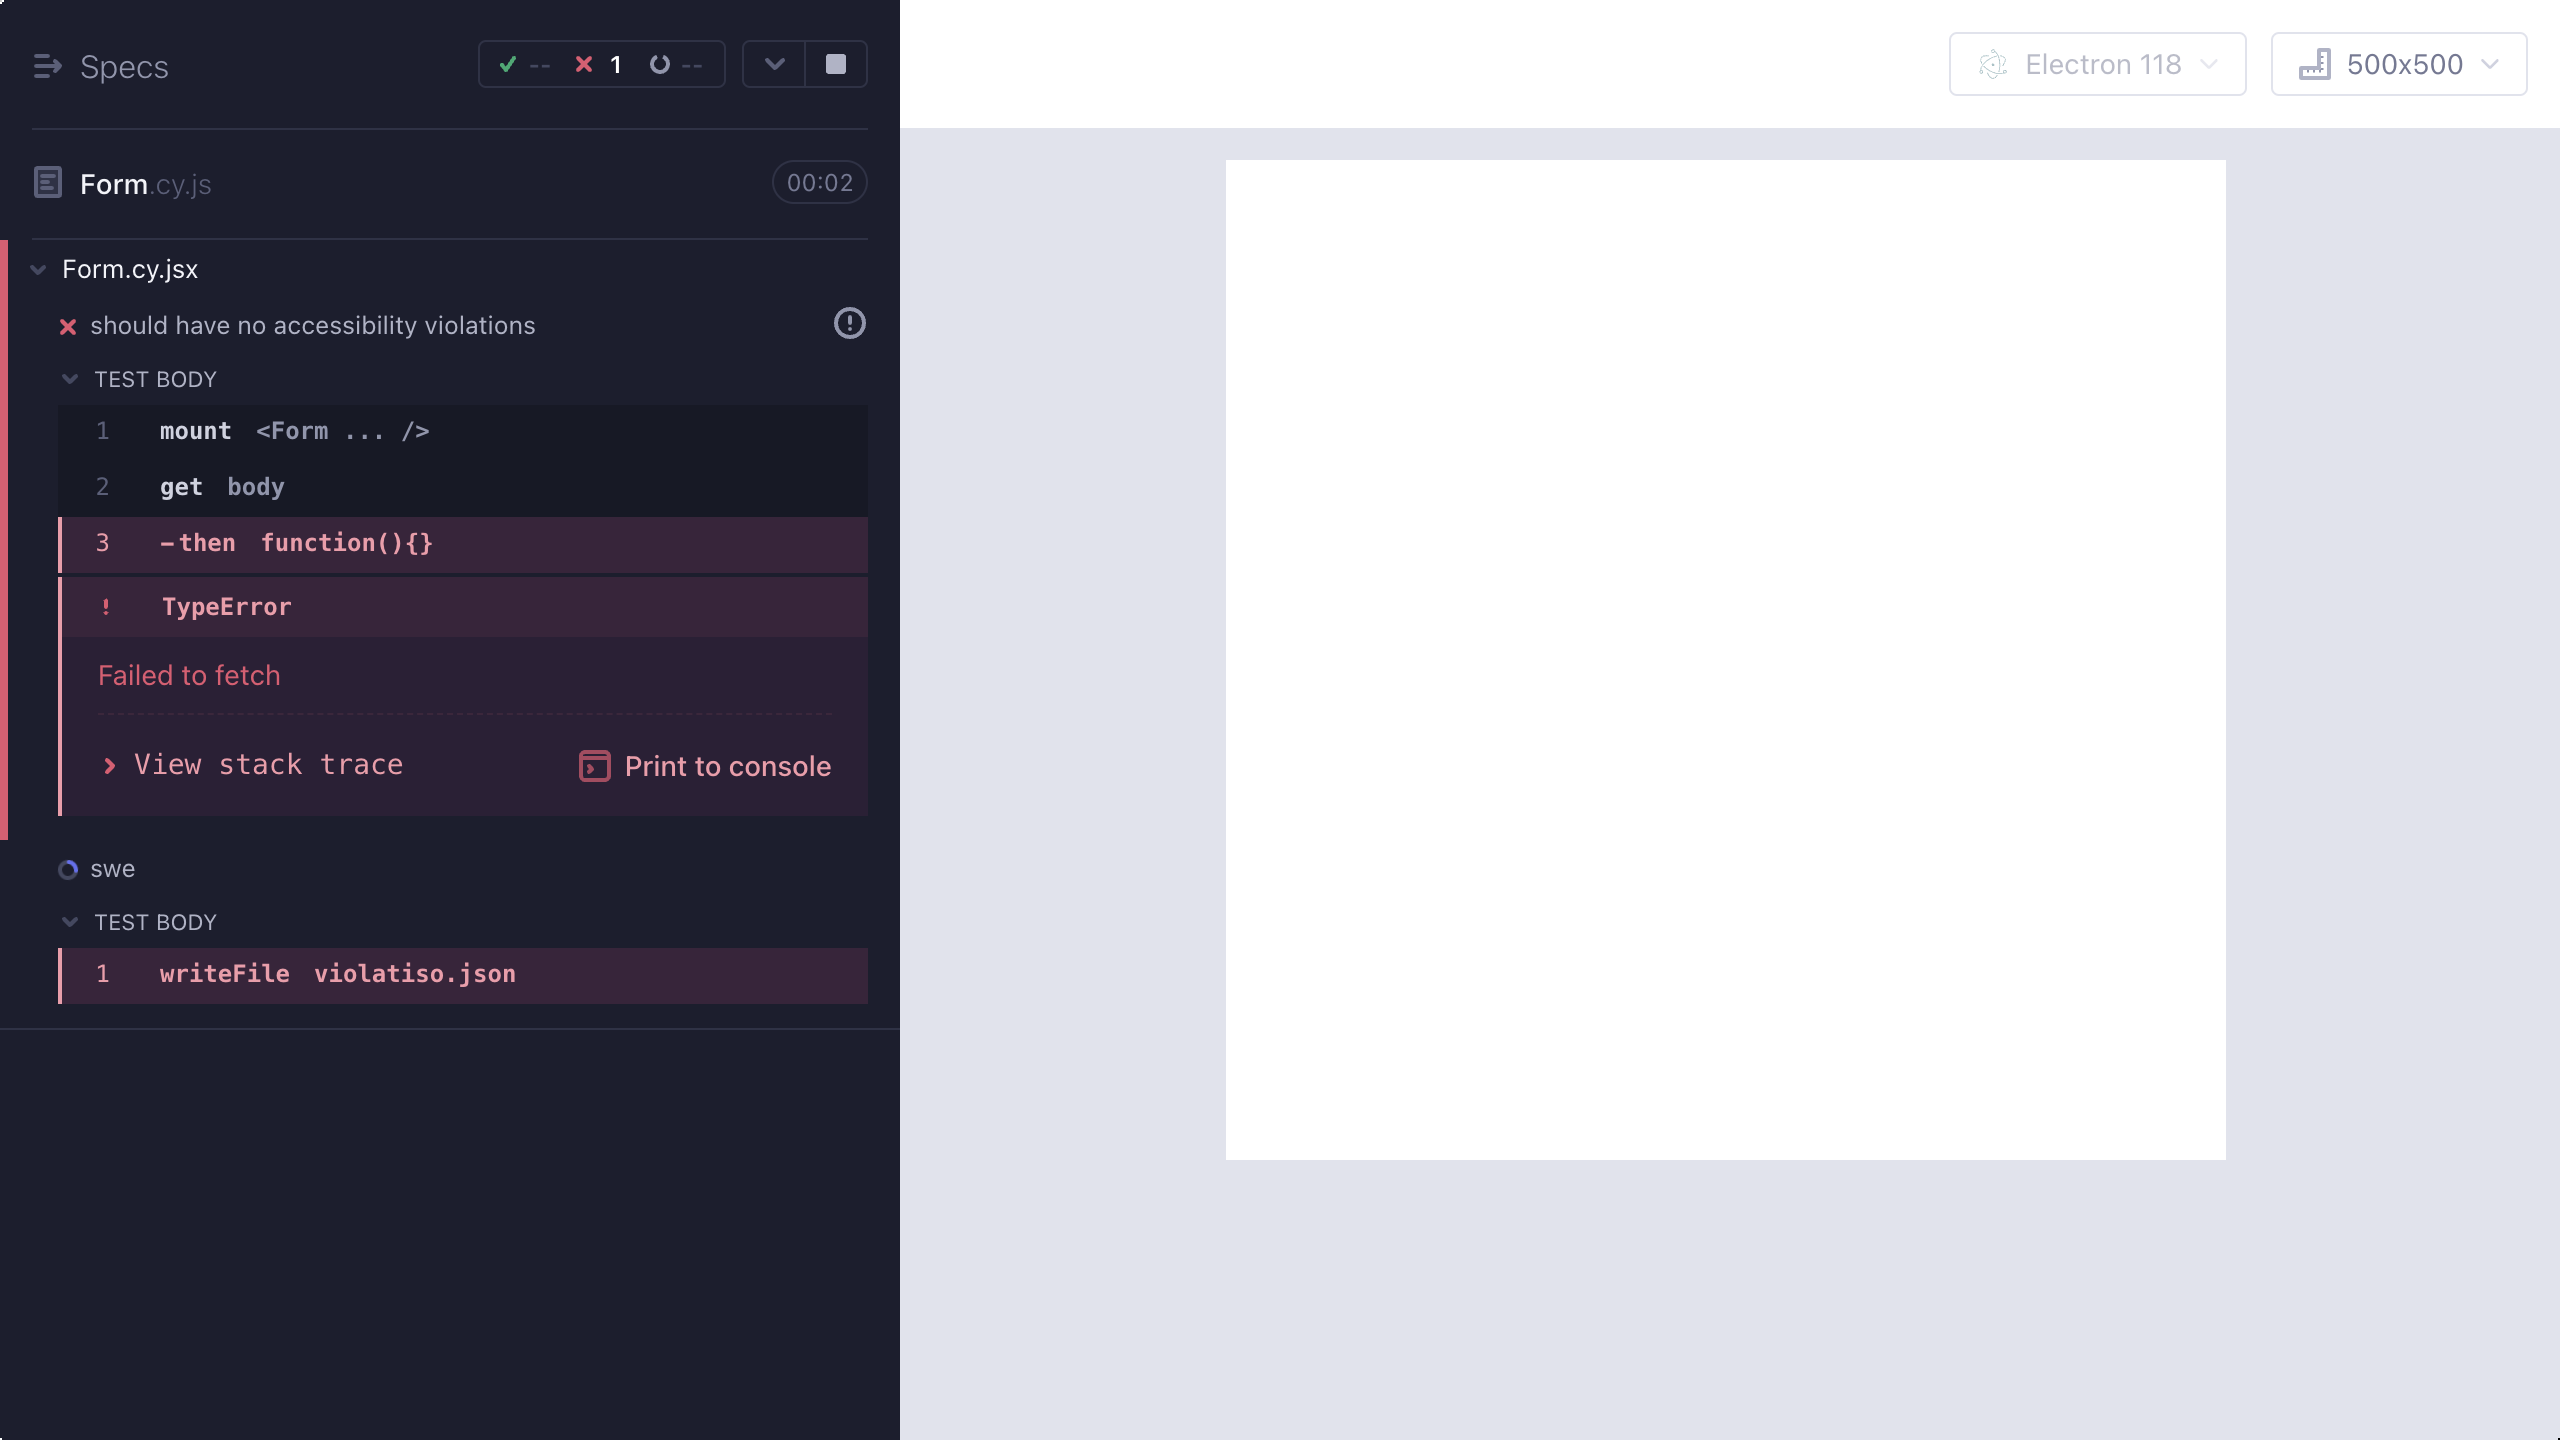 Specs
-- 1 --
Electron 118
500x500
Form.cy.js
00:02
Form.cy.jsx
should have no accessibility violations
TEST BODY
1 mount <Form ... />
2 get body
3 -then function(){}
! TypeError
Failed to fetch
View stack trace
Print to console
swe
TEST BODY
1 writeFile violatiso.json